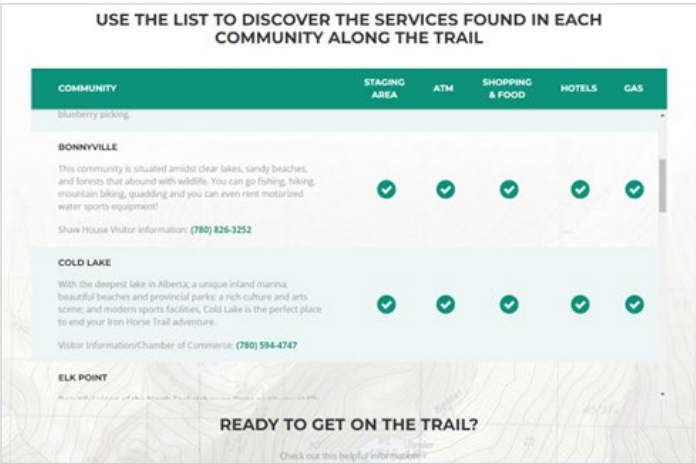 USE THE LIST TO DISCOVER THE SERVICES FOUND IN EACH
COMMUNITY ALONG THE TRAIL
COMMUNITY
STAGING
AREA
ATM
SHOPPING
& FOOD
HOTELS
GAS
blueberry picking.
BONNYVILLE
This community is situated amidst clear lakes, sandy beaches,
and forests that abound with wildlife. You can go fishing, hiking,
mountain biking, quadding and you can even rent motorized
water sports equipment!
Shaw House Visitor information: (780) 826-3252
COLD LAKE
With the deepest lake in Alberta; a unique inland marina;
beautiful beaches and provincial parks; a rich culture and arts
scene; and modern sports facilities, Cold Lake is the perfect place
to end your Iron Horse Trail adventure.
Visitor Information/Chamber of Commerce: (780) 594-4747
ELK POINT
READY TO GET ON THE TRAIL?
Check out this helpful information: